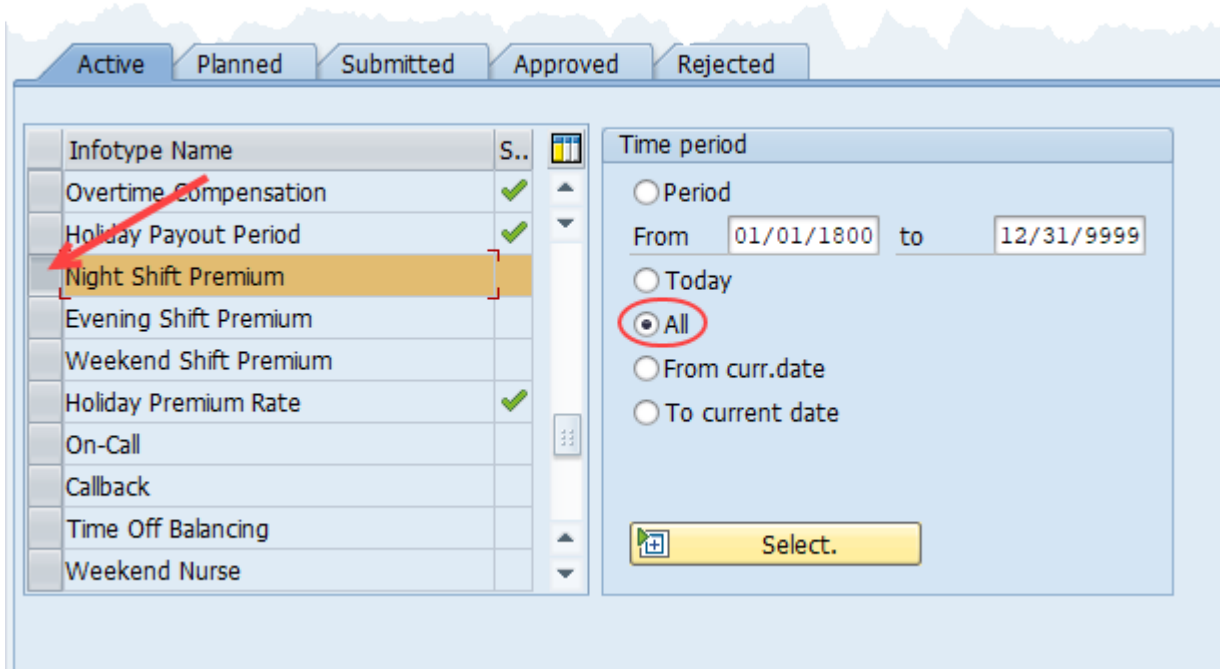 Active Planned Submitted Approved Rejected
Infotype Name S..
Overtime Compensation
Holiday Payout Period
Night Shift Premium
Evening Shift Premium
Weekend Shift Premium
Holiday Premium Rate
On-Call
Callback
Time Off Balancing
Weekend Nurse
Time period
Period
From 01/01/1800 to 12/31/9999
Today
All
From curr.date
To current date
Select.